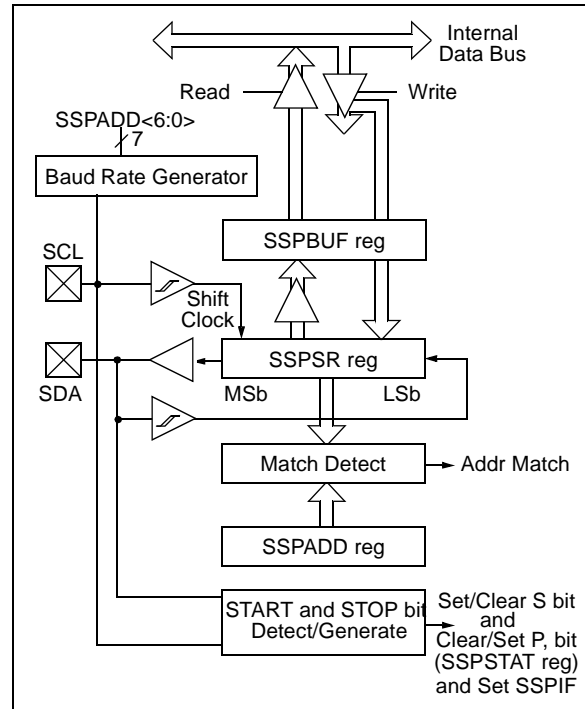 Internal
Data Bus
Read
Write
SSPADD<6:0>
7
Baud Rate Generator
SSPBUF reg
SCL
Shift
Clock
SSPSR reg
SDA
MSb
LSb
Match Detect
Addr Match
SSPADD reg
START and STOP bit
Detect/Generate
Set/Clear S bit
and
Clear/Set P, bit
(SSPSTAT reg)
and Set SSPIF